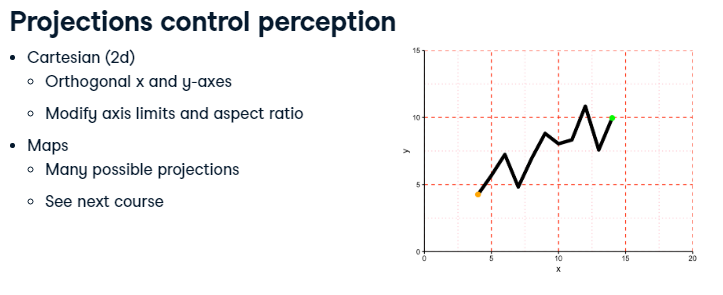 Projections control perception
Cartesian (2d)
Orthogonal x and y-axes
Modify axis limits and aspect ratio
Maps
Many possible projections
See next course
15
10
5
0
y
0 5 10 15 20
x